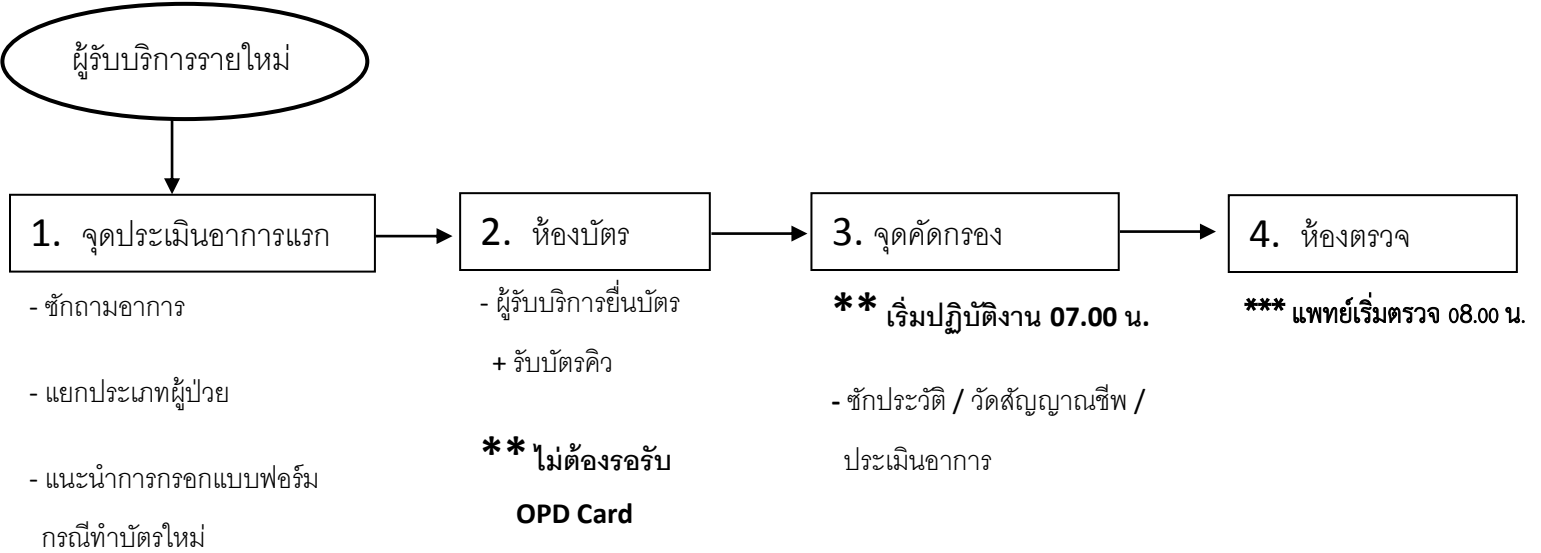 ผู้รับบริการรายใหม่
1. จุดประเมินอาการแรก
- ซักถามอาการ
- แยกประเภทผู้ป่วย
- แนะนำการกรอกแบบฟอร์ม
กรณีทำบัตรใหม่
2. ห้องบัตร
- ผู้รับบริการยื่นบัตร
+ รับบัตรคิว
** ไม่ต้องรอรับ
OPD Card
3. จุดคัดกรอง
** เริ่มปฏิบัติงาน 07.00 น.
- ซักประวัติ / วัดสัญญาณชีพ /
ประเมินอาการ
4. ห้องตรวจ
*** แพทย์เริ่มตรวจ 08.00 น.